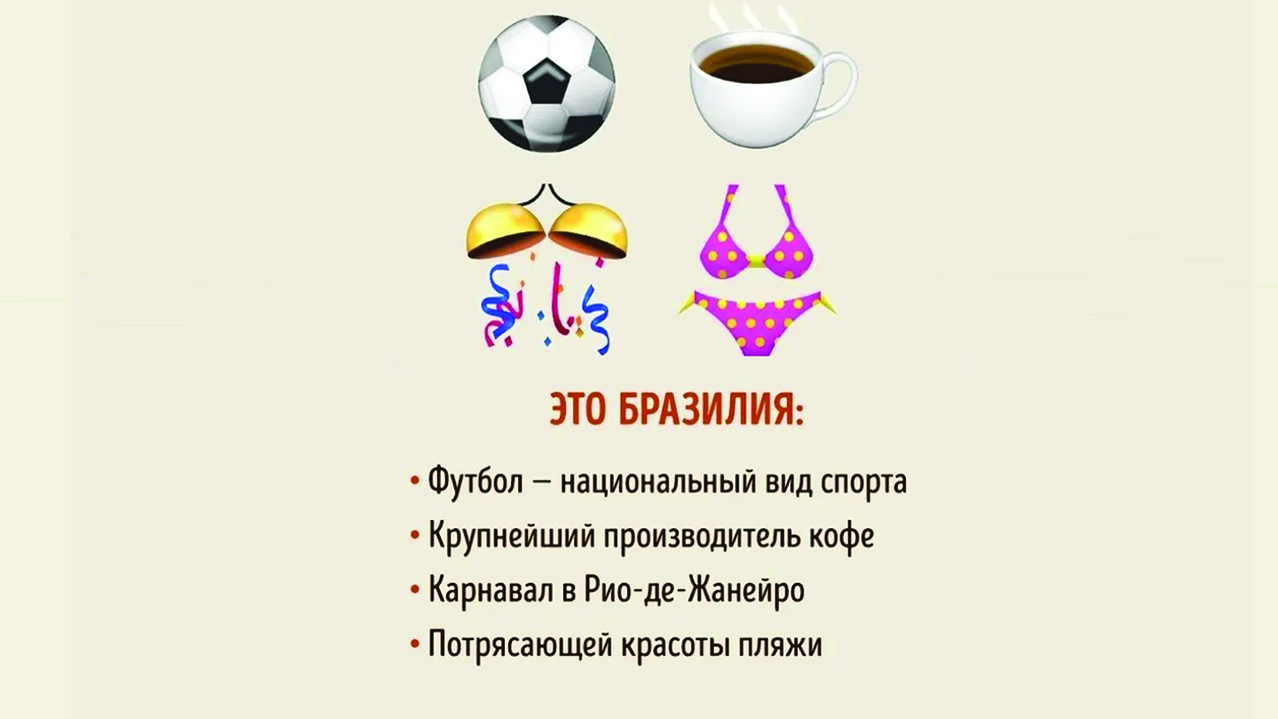 ЭТО БРАЗИЛИЯ:
• Футбол — национальный вид спорта
• Крупнейший производитель кофе
• Карнавал в Рио-де-Жанейро
• Потрясающей красоты пляжи